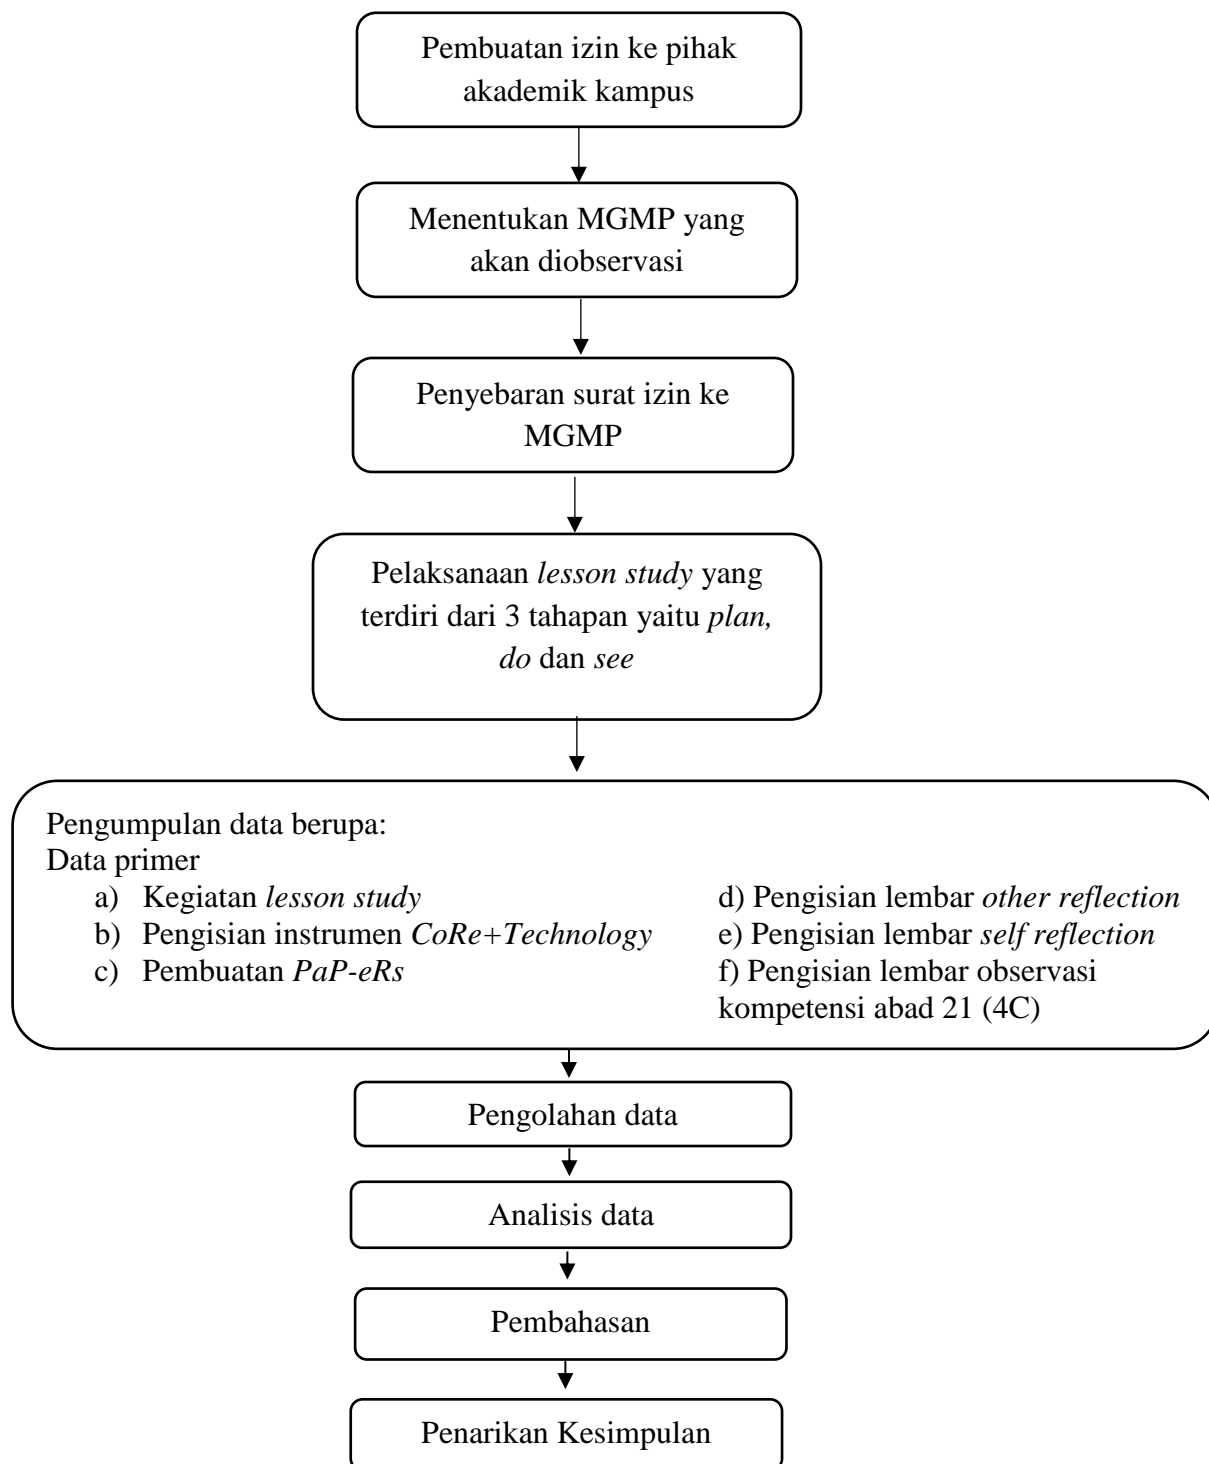 Pembuatan izin ke pihak
akademik kampus
Menentukan MGMP yang
akan diobservasi
Penyebaran surat izin ke
MGMP
Pelaksanaan lesson study yang
terdiri dari 3 tahapan yaitu plan,
do dan see
Pengumpulan data berupa:
Data primer
a) Kegiatan lesson study
b) Pengisian instrumen CoRe+Technology
c) Pembuatan PaP-eRs
d) Pengisian lembar other reflection
e) Pengisian lembar self reflection
f) Pengisian lembar observasi
kompetensi abad 21 (4C)
Pengolahan data
Analisis data
Pembahasan
Penarikan Kesimpulan